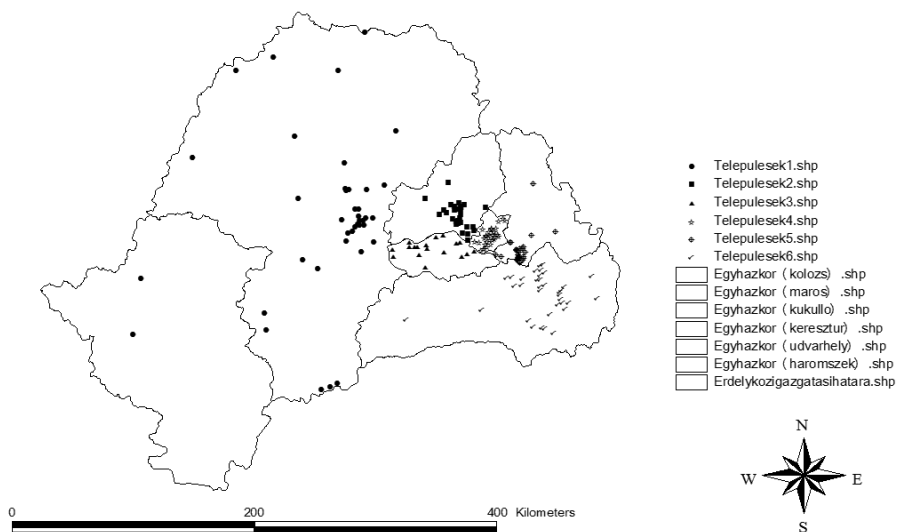 Telepulesek1.shp
Telepulesek2.shp
Telepulesek3.shp
Telepulesek4.shp
Telepulesek5.shp
Telepulesek6.shp
Egyhazkor ( kolozs) .shp
Egyhazkor ( maros) .shp
Egyhazkor ( kukullo) .shp
Egyhazkor ( keresztur) .shp
Egyhazkor ( udvarhely) .shp
Egyhazkor ( haromszek) .shp
Erdelykozigazgatasihatara.shp
N
W E
S
0 200 400 Kilometers